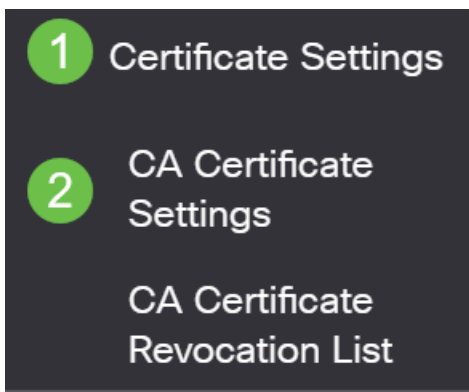 1 Certificate Settings
CA Certificate
2
Settings
CA Certificate
Revocation List